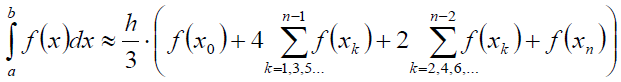 ∫_a^b f(x)dx ≈ h/3 · ( f(x_0) + 4 ∑_{k=1,3,5...}^{n-1} f(x_k) + 2 ∑_{k=2,4,6,...}^{n-2} f(x_k) + f(x_n) )